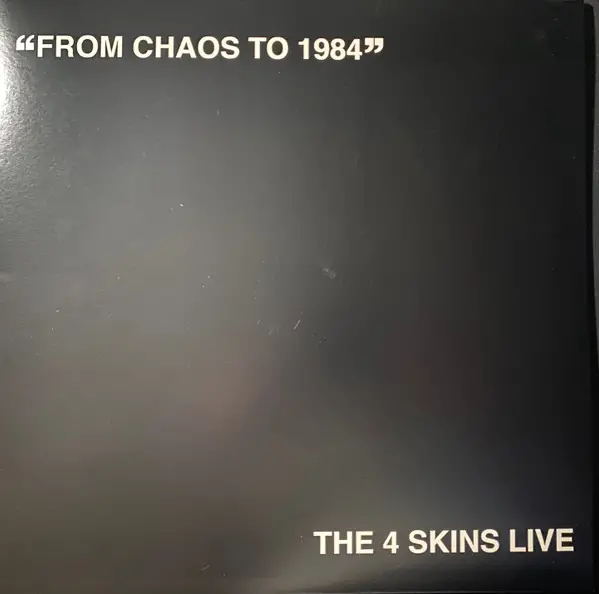 “FROM CHAOS TO 1984”
THE 4 SKINS LIVE